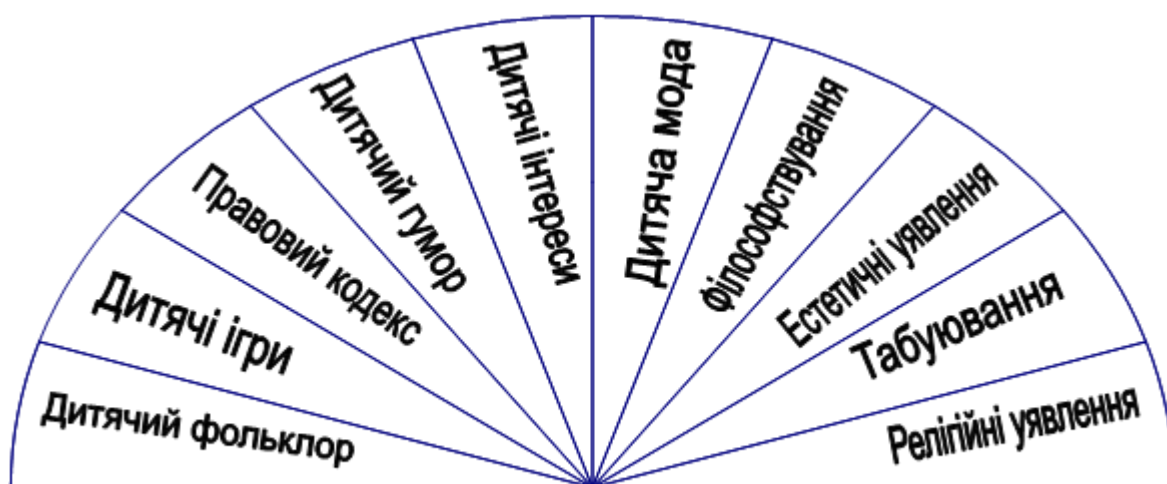 Дитячий фольклор
Дитячі ігри
Правовий кодекс
Дитячий гумор
Дитячі інтереси
Дитяча мода
Філософствування
Естетичні уявлення
Табуювання
Релігійні уявлення